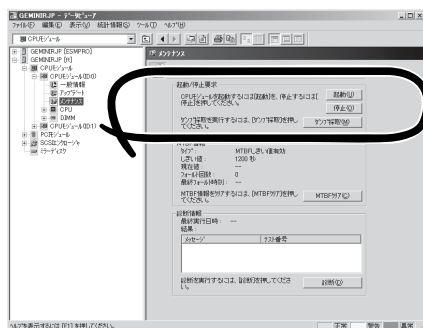 GEMINIRJP - データビューア
ファイル(F) 編集(E) 表示(V) 統計情報(S) ツール(T) ヘルプ(H)
CPUモジュール
GEMINIRJP [ESMPRO]
GEMINIRJP [ft]
CPUモジュール
CPUモジュール(ID:0)
一般情報
アップデート
メンテナンス
CPU
DIMM
CPUモジュール(ID:1)
PCIモジュール
SCSIエンクロージャ
ミラーディスク
メンテナンス
起動/停止要求
CPUモジュールを起動するには[起動]を、停止するには[
停止]を押してください。
起動(U)
停止(O)
ダンプ採取を実行するには、[ダンプ採取]を押し
てください。
ダンプ採取(M)
MTBF情報
タイプ: MTBFしきい値有効
しきい値: 1200 秒
現在値: ---
フォールト回数: 0
最終フォールト時刻: ---
MTBF情報をクリアするには、[MTBFクリア]を押し
てください。
MTBFクリア(C)
診断情報
最終実行日時: ---
結果:
メッセージ テスト番号
診断を実行するには、[診断]を押してくださ
い。
診断(D)
ヘルプを表示するには [F1] を押してください。
正常 警告 異常